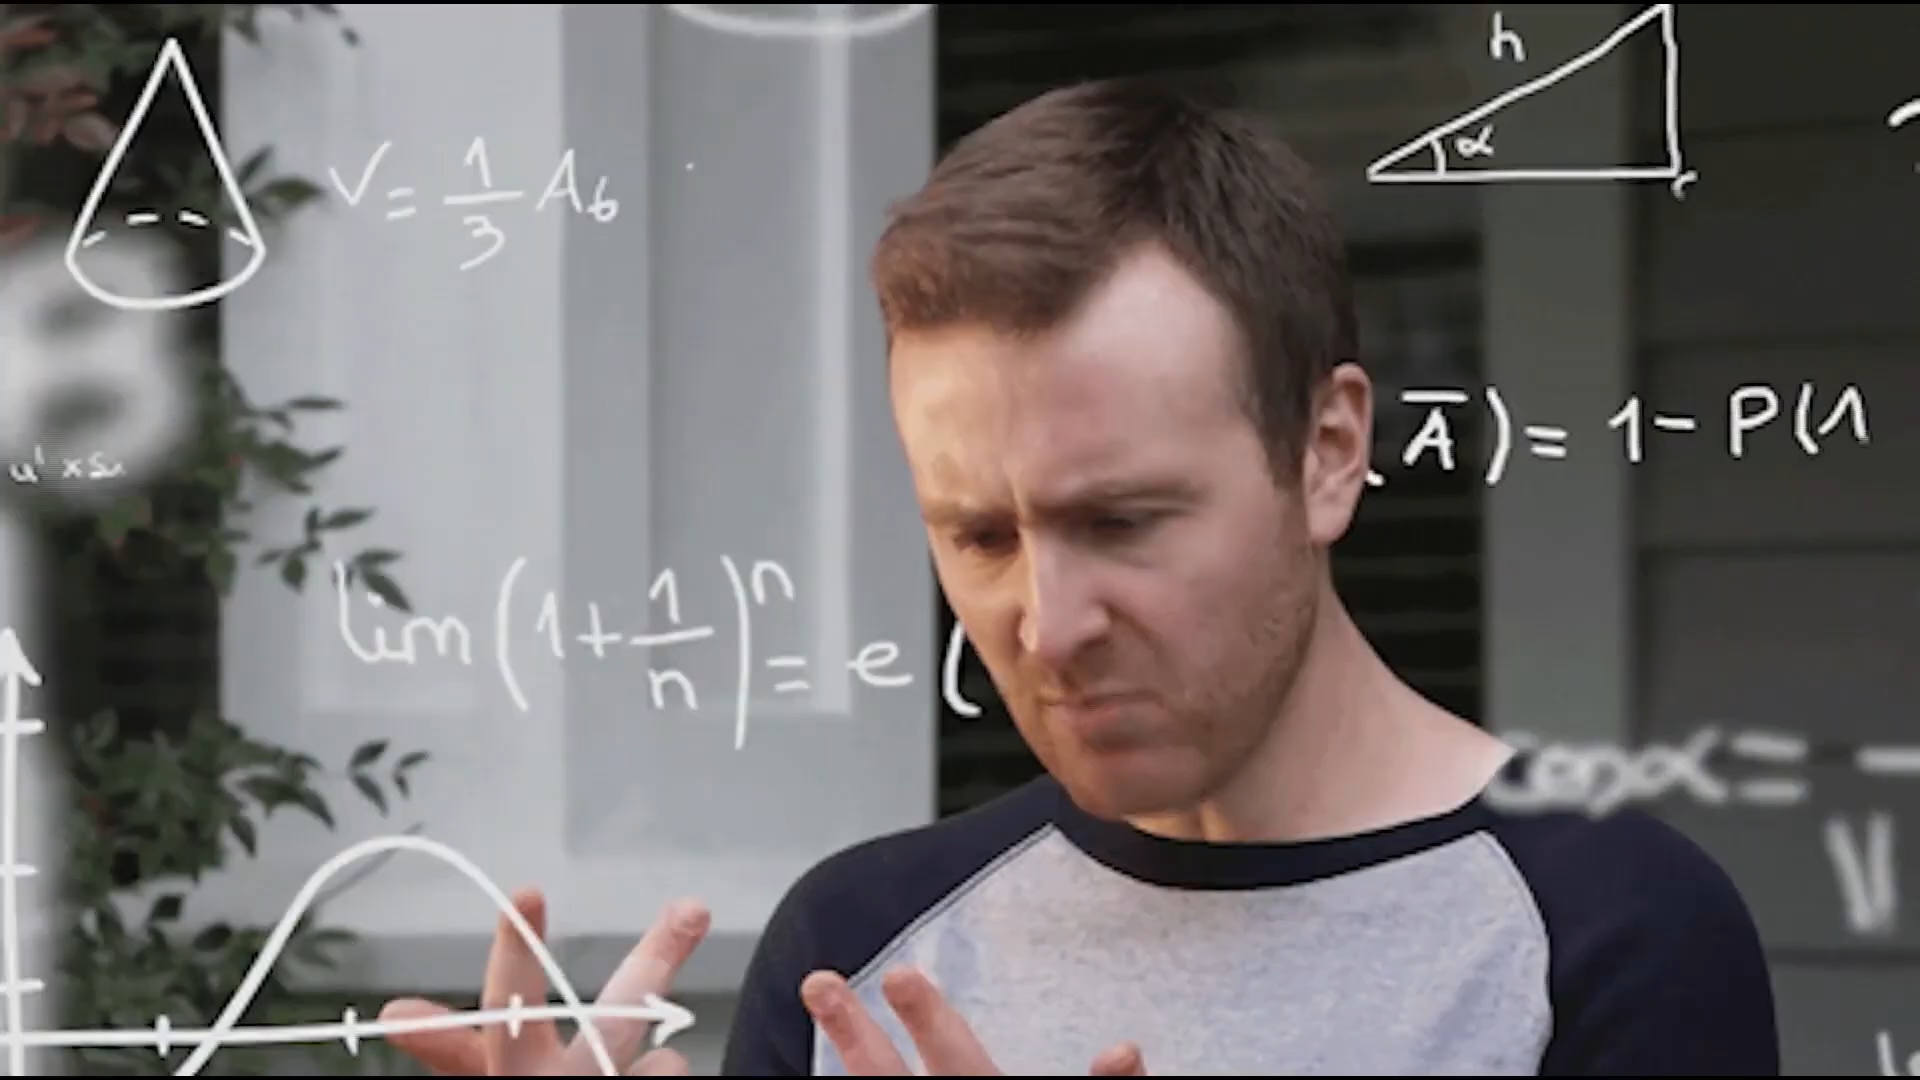 h
α
V = 1/3 Ab
Ā) = 1 - P(1
u' x
lim (1 + 1/n)^n = e (
α =
V